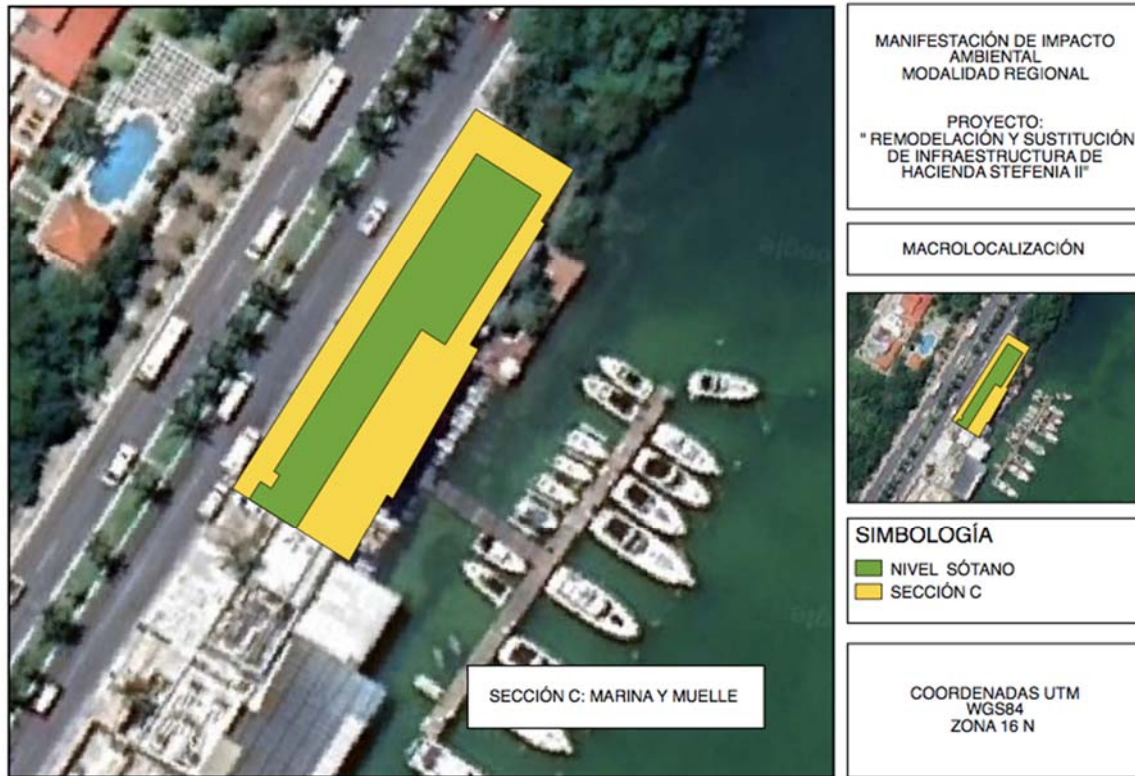 MANIFESTACIÓN DE IMPACTO
AMBIENTAL
MODALIDAD REGIONAL
PROYECTO:
" REMODELACIÓN Y SUSTITUCIÓN
DE INFRAESTRUCTURA DE
HACIENDA STEFENIA II"
MACROLOCALIZACIÓN
SIMBOLOGÍA
NIVEL SÓTANO
SECCIÓN C
SECCIÓN C: MARINA Y MUELLE
COORDENADAS UTM
WGS84
ZONA 16 N